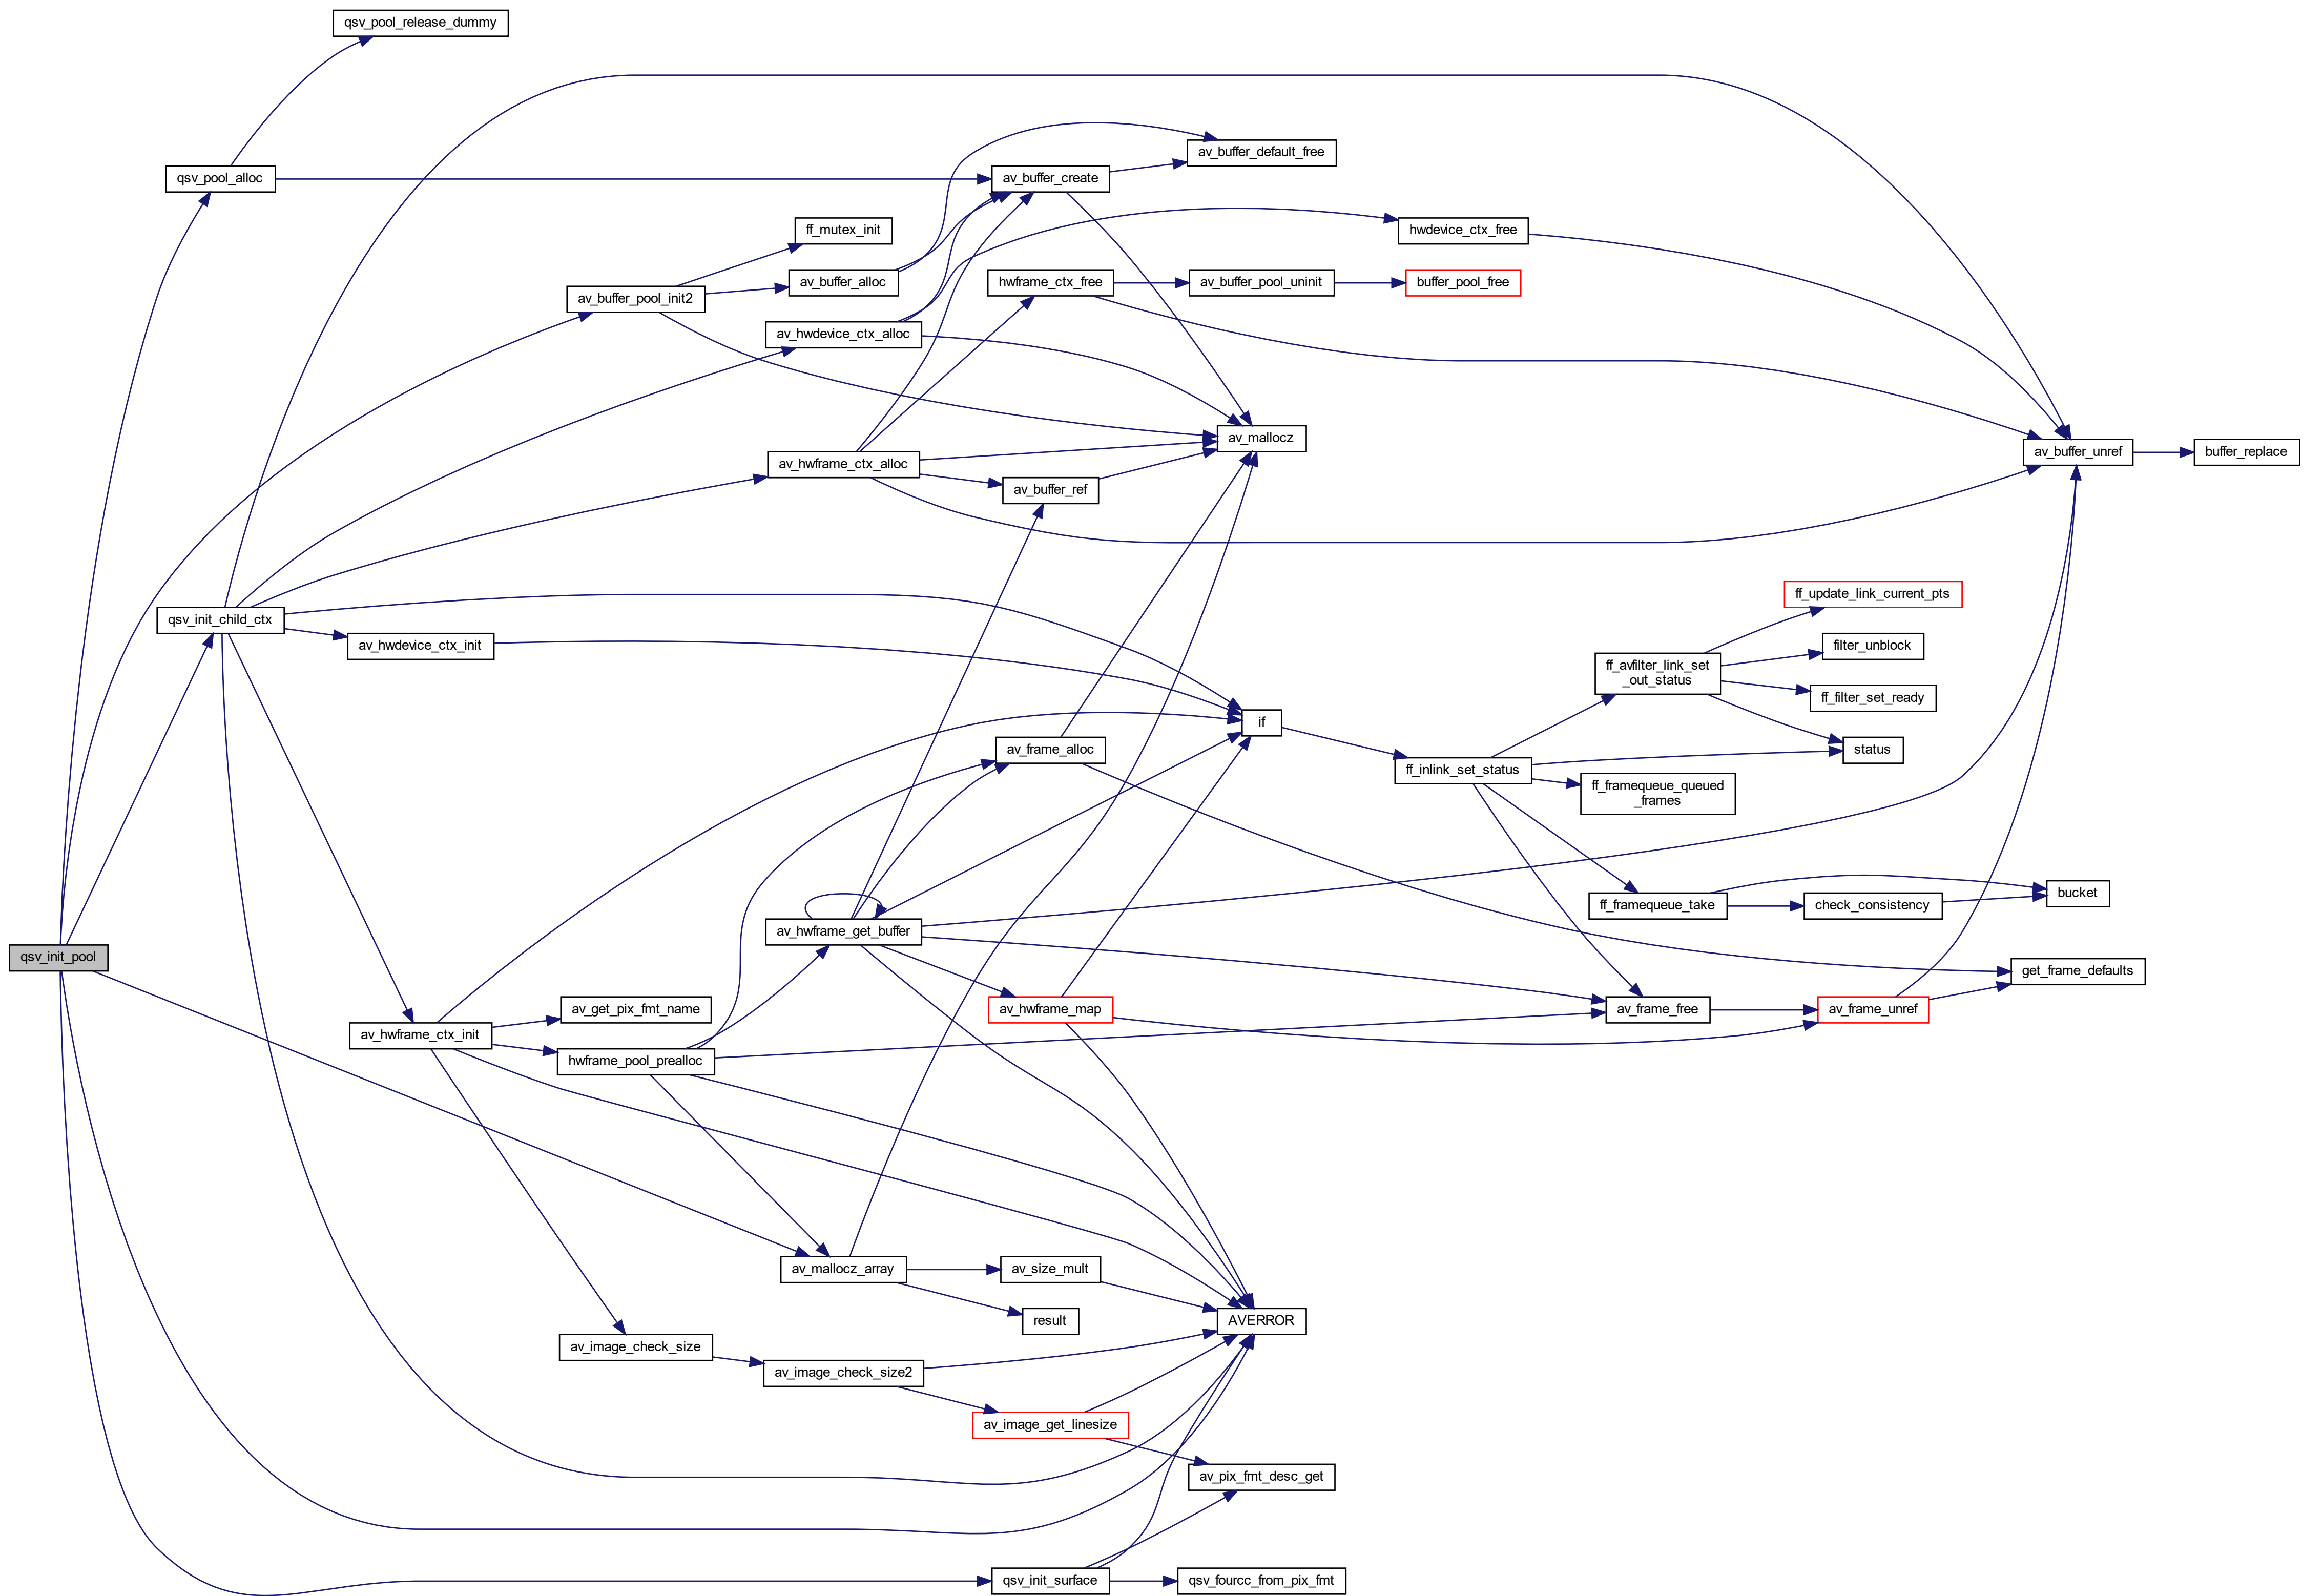 qsv_pool_release_dummy
av_buffer_default_free
qsv_pool_alloc
av_buffer_create
ff_mutex_init
hwdevice_ctx_free
av_buffer_alloc
hwframe_ctx_free
av_buffer_pool_uninit
buffer_pool_free
av_buffer_pool_init2
av_hwdevice_ctx_alloc
av_mallocz
av_buffer_unref
buffer_replace
av_hwframe_ctx_alloc
av_buffer_ref
ff_update_link_current_pts
qsv_init_child_ctx
av_hwdevice_ctx_init
filter_unblock
ff_avfilter_link_set
_out_status
ff_filter_set_ready
if
av_frame_alloc
status
ff_inlink_set_status
ff_framequeue_queued
_frames
bucket
ff_framequeue_take
check_consistency
av_hwframe_get_buffer
qsv_init_pool
get_frame_defaults
av_get_pix_fmt_name
av_hwframe_map
av_frame_free
av_frame_unref
av_hwframe_ctx_init
hwframe_pool_prealloc
av_mallocz_array
av_size_mult
result
AVERROR
av_image_check_size
av_image_check_size2
av_image_get_linesize
av_pix_fmt_desc_get
qsv_init_surface
qsv_fourcc_from_pix_fmt